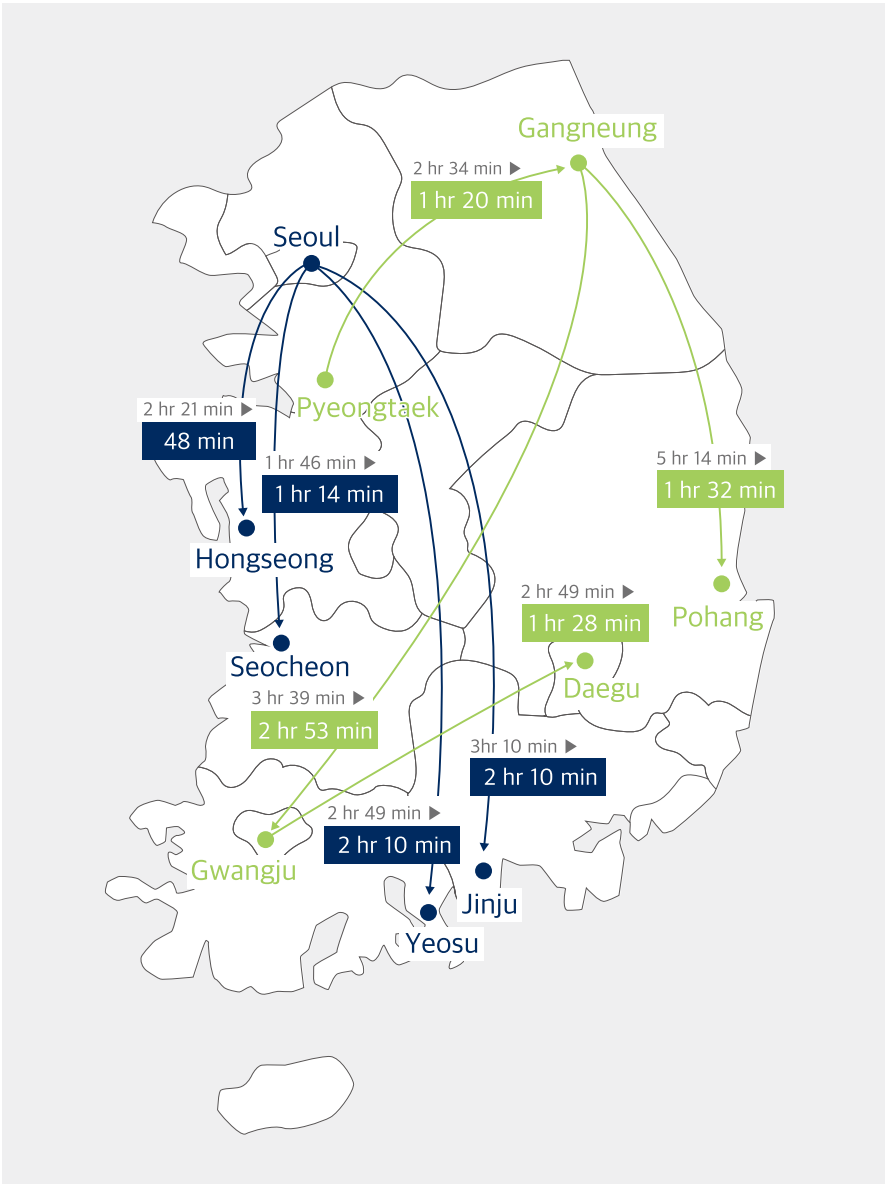 Gangneung
2 hr 34 min ▶
1 hr 20 min
Seoul
Pyeongtaek
2 hr 21 min ▶
48 min
1 hr 46 min ▶
1 hr 14 min
5 hr 14 min ▶
1 hr 32 min
Hongseong
2 hr 49 min ▶
1 hr 28 min
Pohang
Seocheon
Daegu
3 hr 39 min ▶
2 hr 53 min
3hr 10 min ▶
2 hr 10 min
2 hr 49 min ▶
2 hr 10 min
Gwangju
Jinju
Yeosu